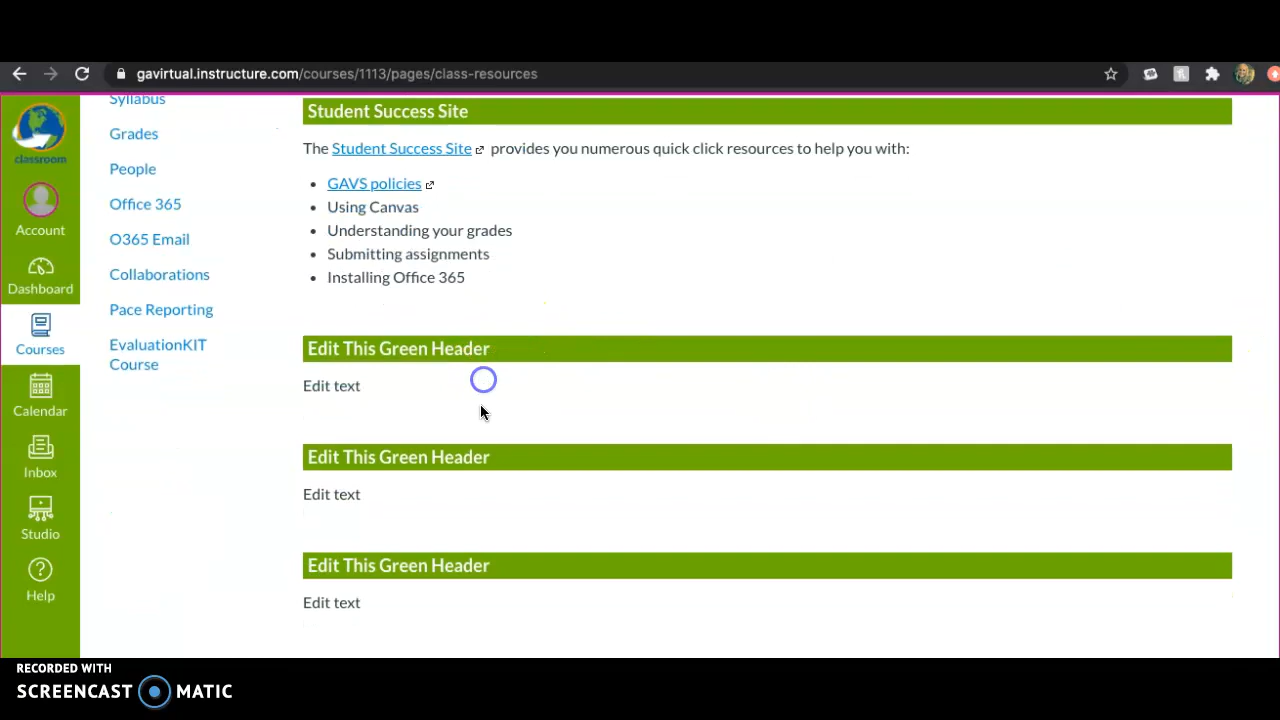 gavirtual.instructure.com/courses/1113/pages/class-resources
classroom
Account
Dashboard
Courses
Calendar
Inbox
Studio
Help
Syllabus
Grades
People
Office 365
O365 Email
Collaborations
Pace Reporting
EvaluationKIT
Course
Student Success Site
The Student Success Site provides you numerous quick click resources to help you with:
• GAVS policies
• Using Canvas
• Understanding your grades
• Submitting assignments
• Installing Office 365
Edit This Green Header
Edit text
Edit This Green Header
Edit text
Edit This Green Header
Edit text
RECORDED WITH
SCREENCAST MATIC